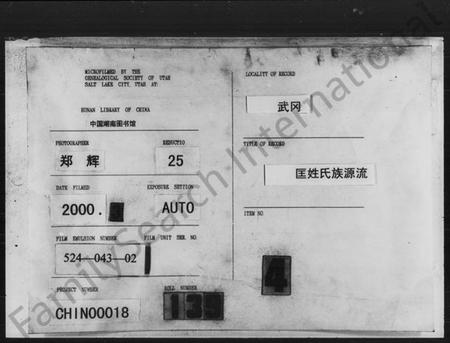 MICROFILMED BY THE
GENEALOGICAL SOCIETY OF UTAH
SALT LAKE CITY, UTAH AT:
HUNAN LIBRARY OF CHINA
中国湖南图书馆
PHOTOGRAPHER
REDUCTIO
郑 辉
25
DATE FILMED
EXPOSURE SETTION
2000.
AUTO
FILM EMULSION NUMBER
FILM UNIT SER. NO.
524-043-02
PROJECT NUMBER
ROLL NUMBER
CHINO0018
139
LOCALITY OF RECORD
武冈
TITLE OF RECORD
匡姓氏族源流
ITEM NO
4
FamilySearch International